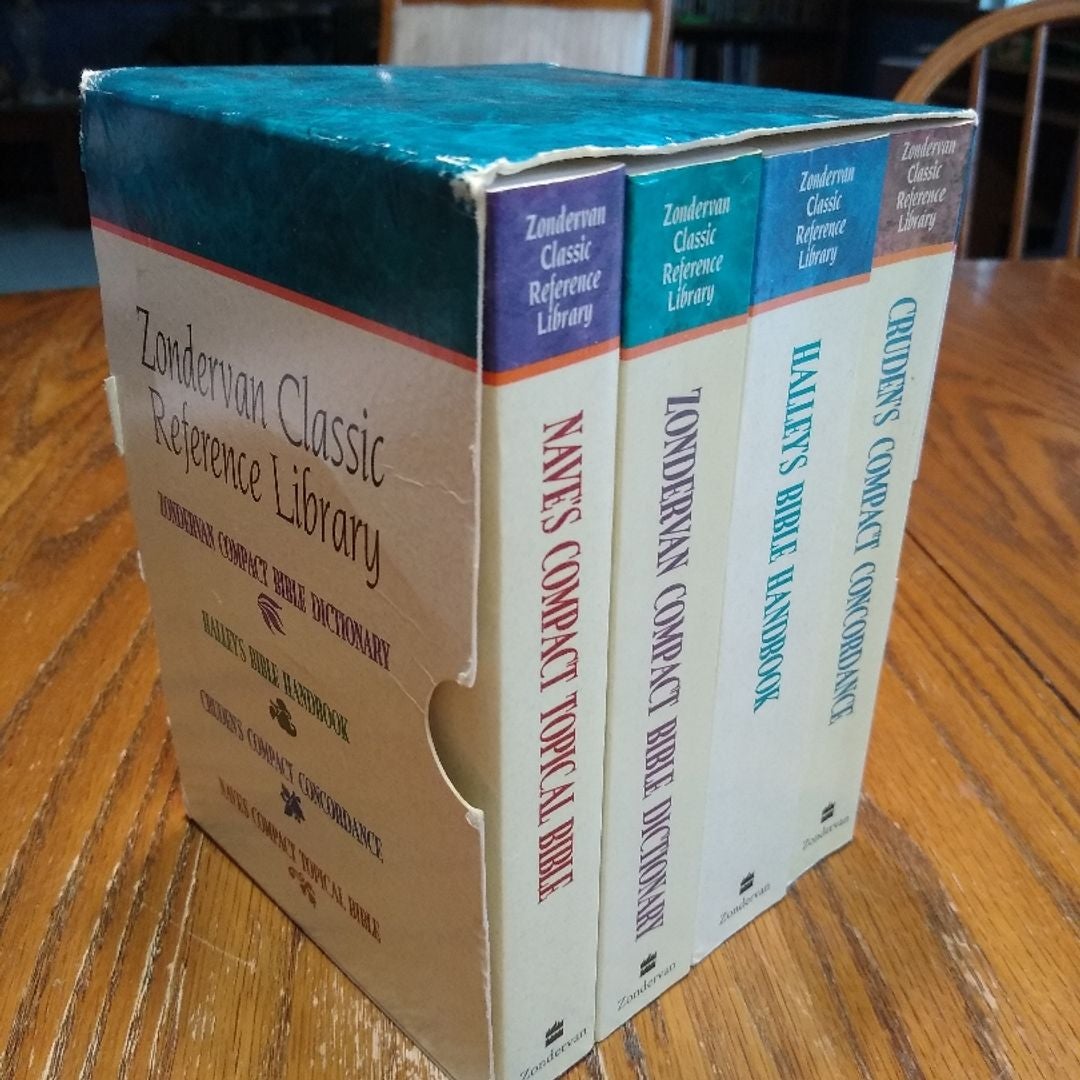 Zondervan Classic
Reference Library
ZONDERVAN COMPACT BIBLE DICTIONARY
HALLEY'S BIBLE HANDBOOK
CRUDEN'S COMPACT CONCORDANCE
NAVE'S COMPACT TOPICAL BIBLE
Zondervan
Classic
Reference
Library
NAVE'S COMPACT TOPICAL BIBLE
Zondervan
Zondervan
Classic
Reference
Library
ZONDERVAN COMPACT BIBLE DICTIONARY
Zondervan
Zondervan
Classic
Reference
Library
HALLEY'S BIBLE HANDBOOK
Zondervan
Zondervan
Classic
Reference
Library
CRUDEN'S COMPACT CONCORDANCE
Zondervan